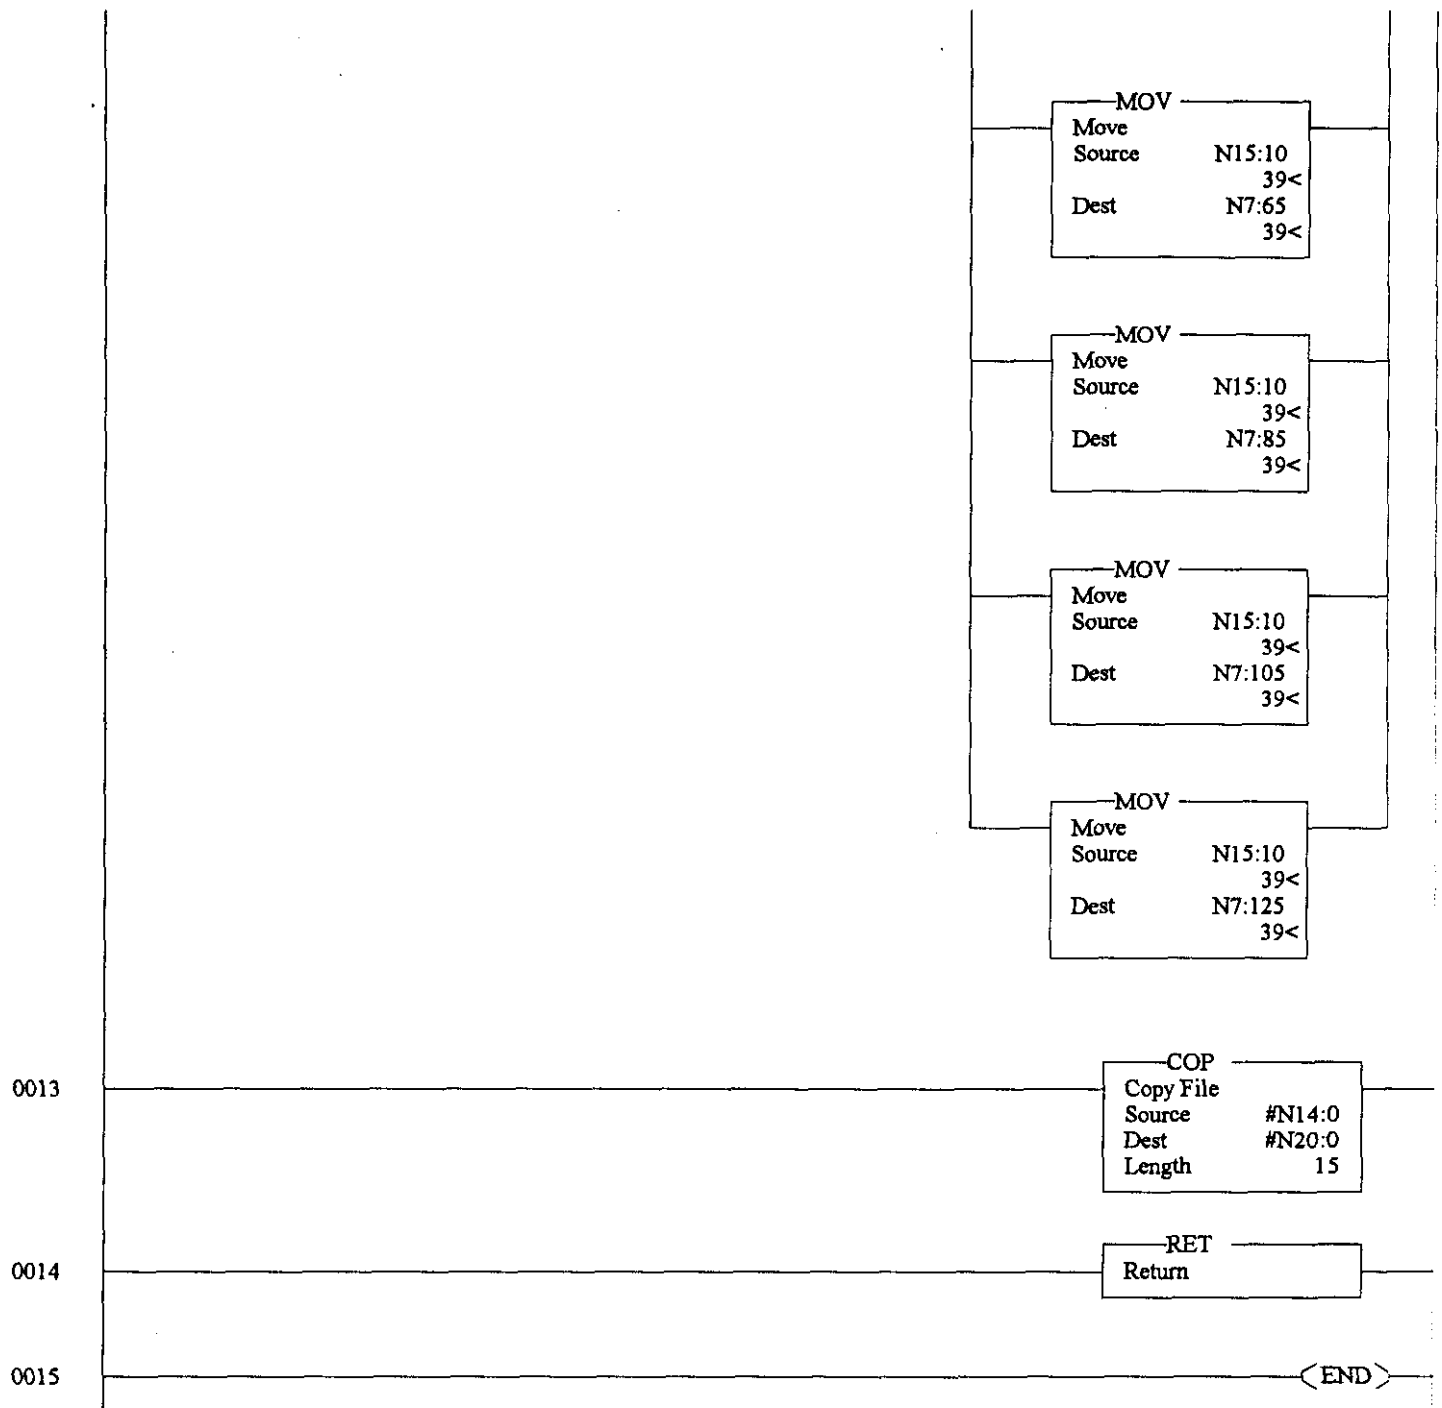 MOV
Move
Source N15:10
39<
Dest N7:65
39<
MOV
Move
Source N15:10
39<
Dest N7:85
39<
MOV
Move
Source N15:10
39<
Dest N7:105
39<
MOV
Move
Source N15:10
39<
Dest N7:125
39<
0013
COP
Copy File
Source #N14:0
Dest #N20:0
Length 15
0014
RET
Return
0015
END